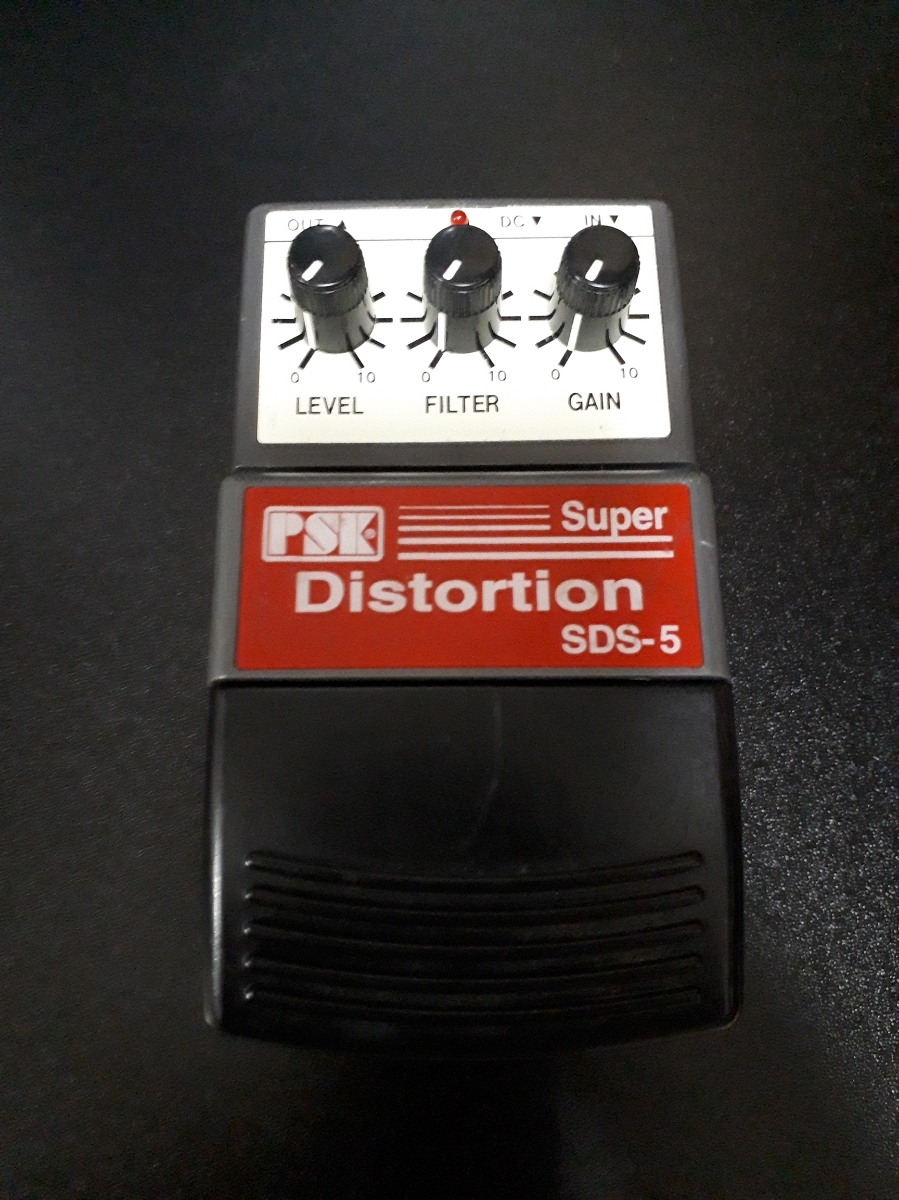 OUT ▲ DC ▼ IN ▼
0 10 0 10 0 10
LEVEL FILTER GAIN
PSK®
Super
Distortion
SDS-5